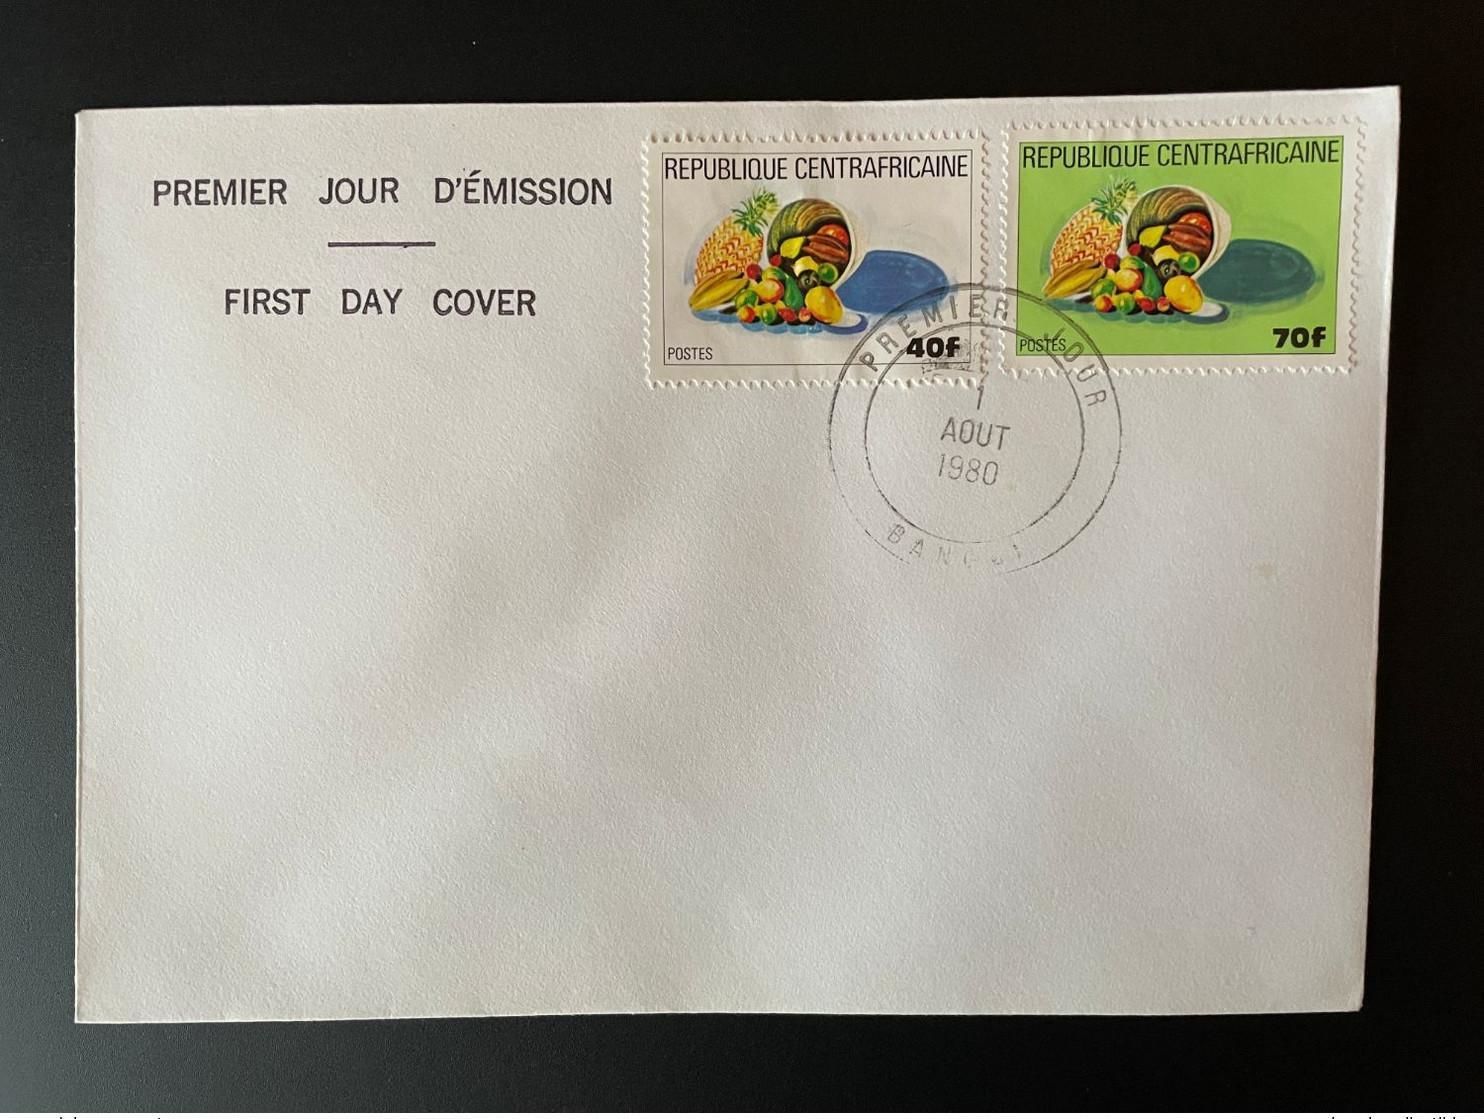 PREMIER JOUR D'ÉMISSION
FIRST DAY COVER
REPUBLIQUE CENTRAFRICAINE
POSTES
40f
REPUBLIQUE CENTRAFRICAINE
POSTES
70f
PREMIER JOUR
1
AOUT
1980
BANGUI